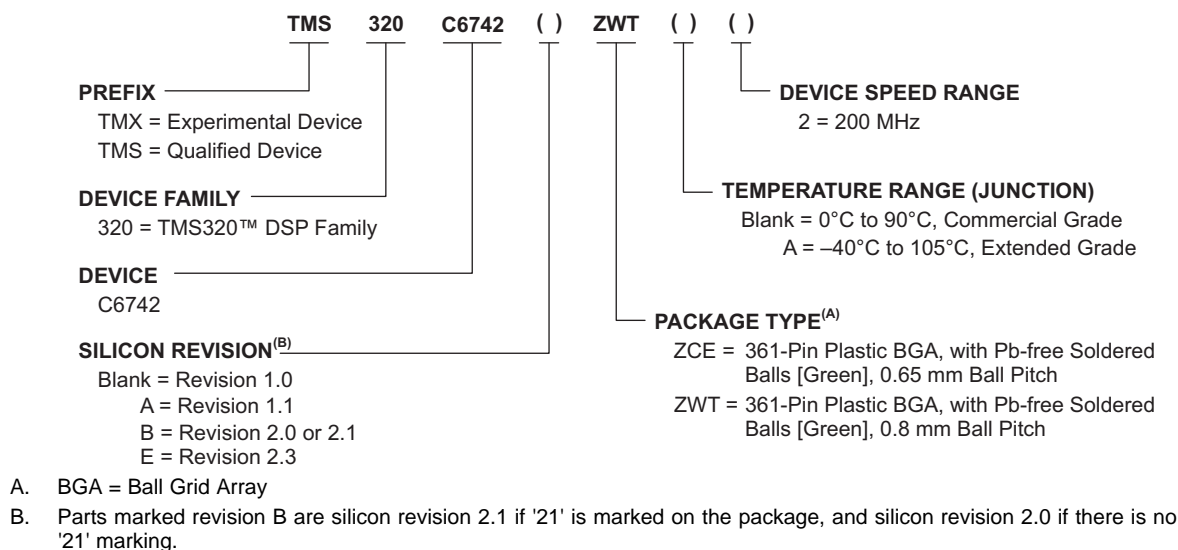 TMS 320 C6742 ( ) ZWT ( ) ( )
PREFIX
TMX = Experimental Device
TMS = Qualified Device
DEVICE FAMILY
320 = TMS320™ DSP Family
DEVICE
C6742
SILICON REVISION(B)
Blank = Revision 1.0
A = Revision 1.1
B = Revision 2.0 or 2.1
E = Revision 2.3
DEVICE SPEED RANGE
2 = 200 MHz
TEMPERATURE RANGE (JUNCTION)
Blank = 0°C to 90°C, Commercial Grade
A = –40°C to 105°C, Extended Grade
PACKAGE TYPE(A)
ZCE = 361-Pin Plastic BGA, with Pb-free Soldered
Balls [Green], 0.65 mm Ball Pitch
ZWT = 361-Pin Plastic BGA, with Pb-free Soldered
Balls [Green], 0.8 mm Ball Pitch
A. BGA = Ball Grid Array
B. Parts marked revision B are silicon revision 2.1 if '21' is marked on the package, and silicon revision 2.0 if there is no
'21' marking.